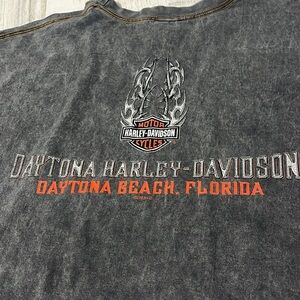 MOTOR
HARLEY-DAVIDSON
CYCLES
DAYTONA HARLEY-DAVIDSON
DAYTONA BEACH, FLORIDA